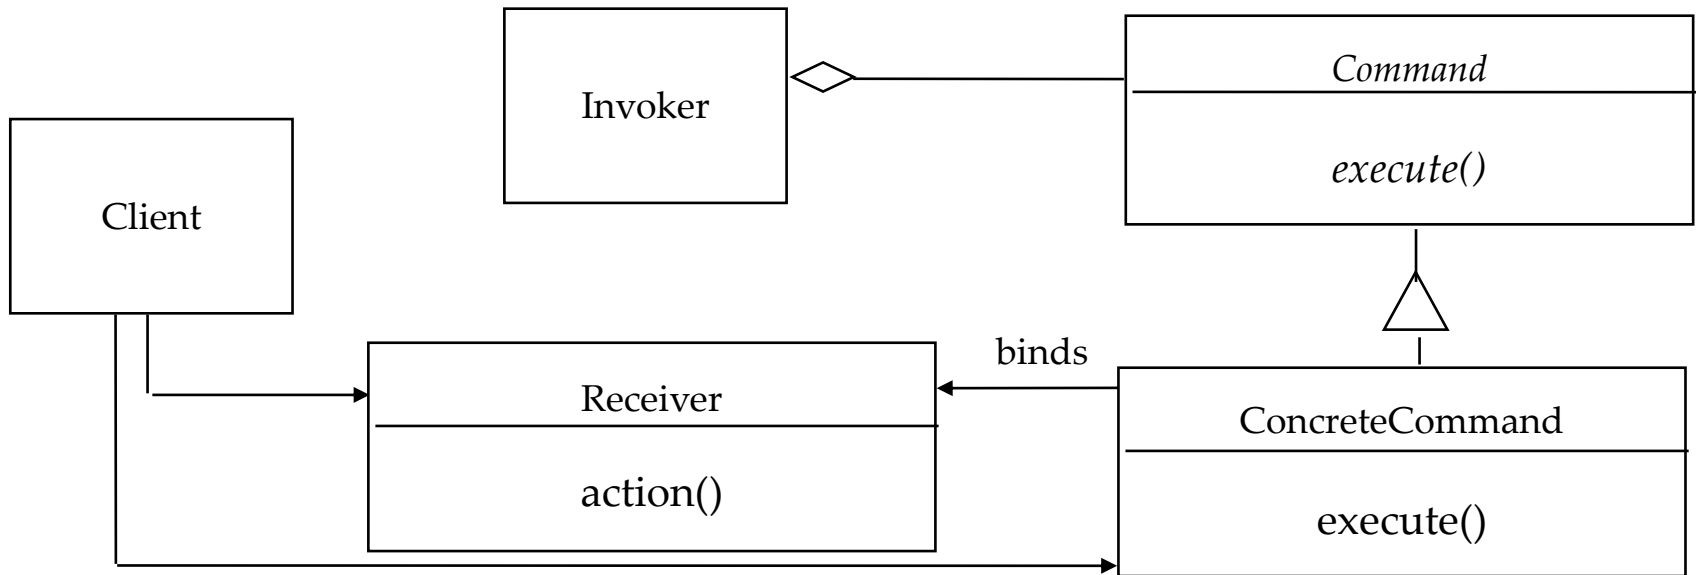 Invoker
Command
execute()
Client
binds
Receiver
action()
ConcreteCommand
execute()